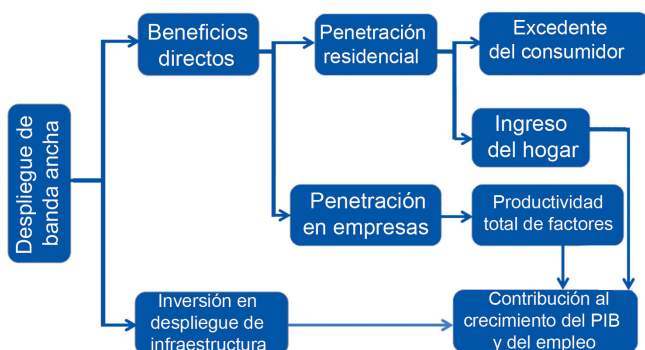 Despliegue de
banda ancha
Beneficios
directos
Penetración
residencial
Excedente
del consumidor
Ingreso
del hogar
Penetración
en empresas
Productividad
total de factores
Inversión en
despliegue de
infraestructura
Contribución al
crecimiento del PIB
y del empleo